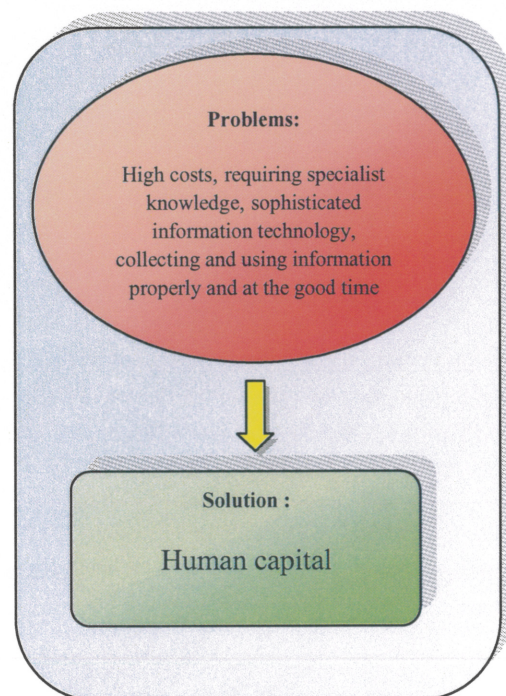 Problems:
High costs, requiring specialist
knowledge, sophisticated
information technology,
collecting and using information
properly and at the good time
Solution :
Human capital